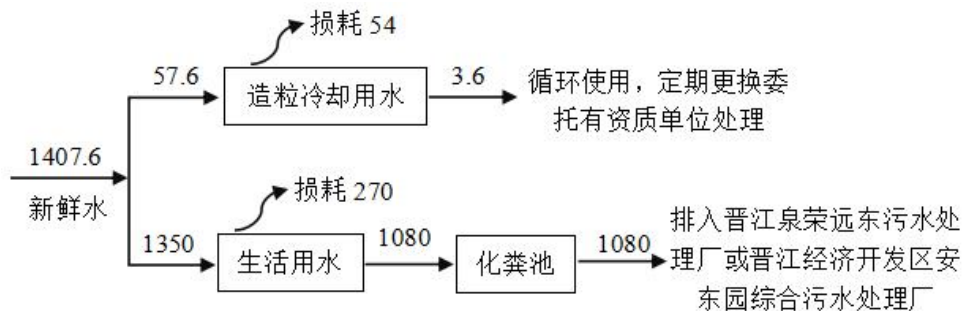 损耗 54
57.6
造粒冷却用水
3.6
循环使用，定期更换委
托有资质单位处理
1407.6
新鲜水
损耗 270
1350
生活用水
1080
化粪池
1080
排入晋江泉荣远东污水处
理厂或晋江经济开发区安
东园综合污水处理厂